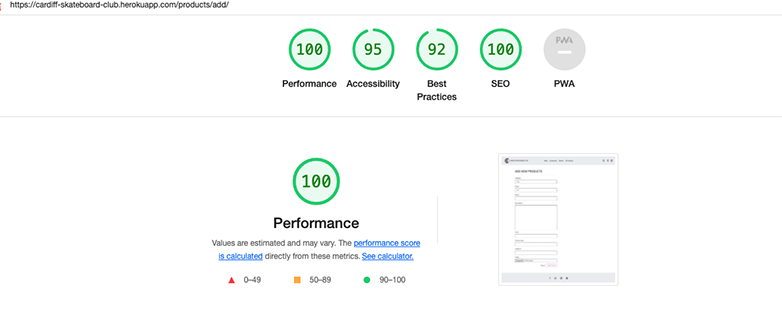 https://cardiff-skateboard-club.herokuapp.com/products/add/
100
95
92
100
PWA
Performance
Accessibility
Best
Practices
SEO
PWA
100
Performance
Values are estimated and may vary. The performance score
is calculated directly from these metrics. See calculator.
0–49
50–89
90–100
ADD NEW PRODUCTS